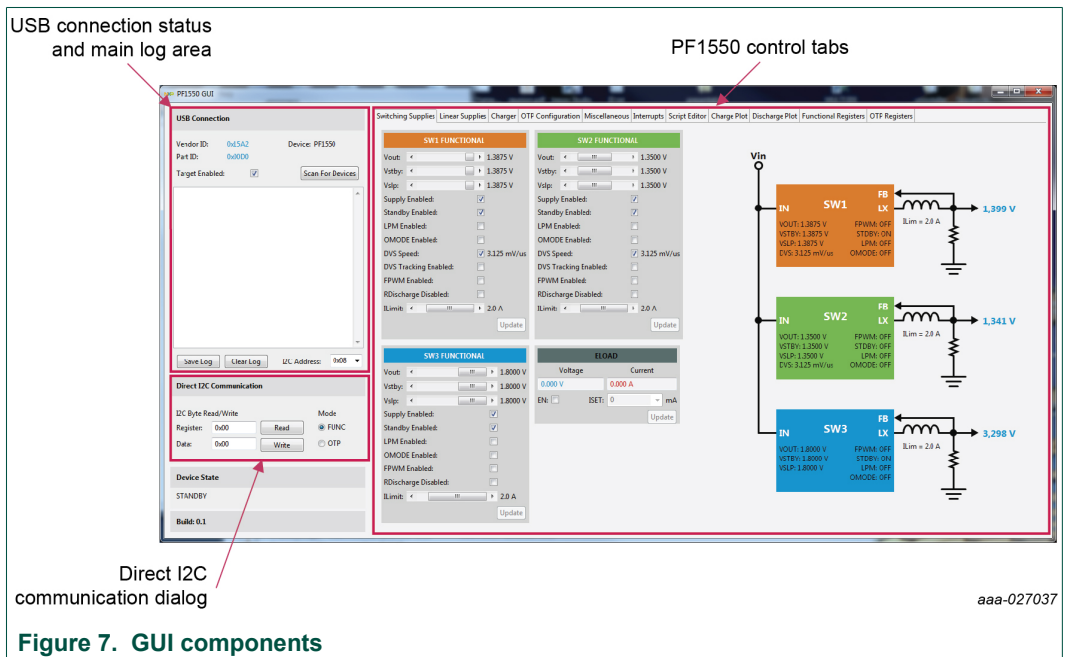 USB connection status
and main log area
PF1550 control tabs
PF1550 GUI
USB Connection
Vendor ID: 0x15A2 Device: PF1550
Part ID: 0x00D0
Target Enabled: Scan For Devices
Save Log Clear Log I2C Address: 0x08
Direct I2C Communication
I2C Byte Read/Write Mode
Register: 0x00 Read FUNC
Data: 0x00 Write OTP
Device State
STANDBY
Build: 0.1
Switching Supplies Linear Supplies Charger OTP Configuration Miscellaneous Interrupts Script Editor Charge Plot Discharge Plot Functional Registers OTP Registers
SW1 FUNCTIONAL
Vout: 1.3875 V
Vstby: 1.3875 V
Vslp: 1.3875 V
Supply Enabled:
Standby Enabled:
LPM Enabled:
OMODE Enabled:
DVS Speed: 3.125 mV/us
DVS Tracking Enabled:
FPWM Enabled:
RDischarge Disabled:
ILimit: 2.0 A
Update
SW2 FUNCTIONAL
Vout: 1.3500 V
Vstby: 1.3500 V
Vslp: 1.3500 V
Supply Enabled:
Standby Enabled:
LPM Enabled:
OMODE Enabled:
DVS Speed: 3.125 mV/us
DVS Tracking Enabled:
FPWM Enabled:
RDischarge Disabled:
ILimit: 2.0 A
Update
SW3 FUNCTIONAL
Vout: 1.8000 V
Vstby: 1.8000 V
Vslp: 1.8000 V
Supply Enabled:
Standby Enabled:
LPM Enabled:
OMODE Enabled:
FPWM Enabled:
RDischarge Disabled:
ILimit: 2.0 A
Update
ELOAD
Voltage Current
0.000 V 0.000 A
EN: ISET: 0 mA
Update
Vin
FB
IN SW1 LX
1,399 V
ILim = 2.0 A
VOUT: 1.3875 V FPWM: OFF
VSTBY: 1.3875 V STDBY: ON
VSLP: 1.3875 V LPM: OFF
DVS: 3.125 mV/us OMODE: OFF
FB
IN SW2 LX
1,341 V
ILim = 2.0 A
VOUT: 1.3500 V FPWM: OFF
VSTBY: 1.3500 V STDBY: OFF
VSLP: 1.3500 V LPM: OFF
DVS: 3.125 mV/us OMODE: OFF
FB
IN SW3 LX
3,298 V
ILim = 2.0 A
VOUT: 1.8000 V FPWM: OFF
VSTBY: 1.8000 V STDBY: ON
VSLP: 1.8000 V LPM: OFF
OMODE: OFF
Direct I2C
communication dialog
aaa-027037
Figure 7. GUI components